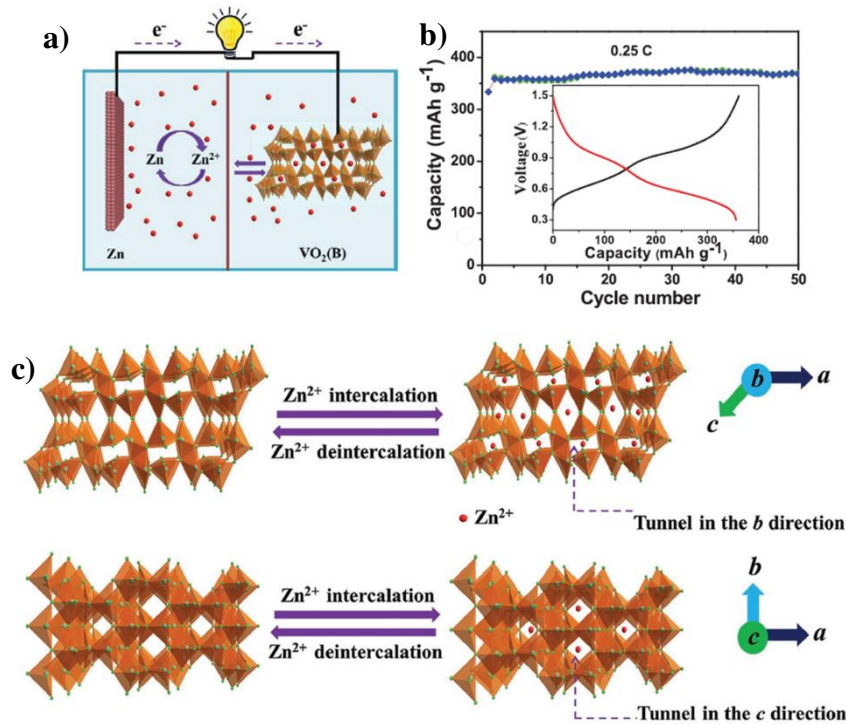 a)
e⁻
e⁻
Zn
Zn²⁺
Zn
VO₂(B)
b)
0.25 C
Capacity (mAh g⁻¹)
400
300
200
100
0
0
10
20
30
40
50
Cycle number
Voltage(V)
1.5
1.2
0.9
0.6
0.3
0
100
200
300
400
Capacity (mAh g⁻¹)
c)
Zn²⁺ intercalation
Zn²⁺ deintercalation
b
a
c
Zn²⁺
Tunnel in the b direction
Zn²⁺ intercalation
Zn²⁺ deintercalation
b
c
a
Tunnel in the c direction